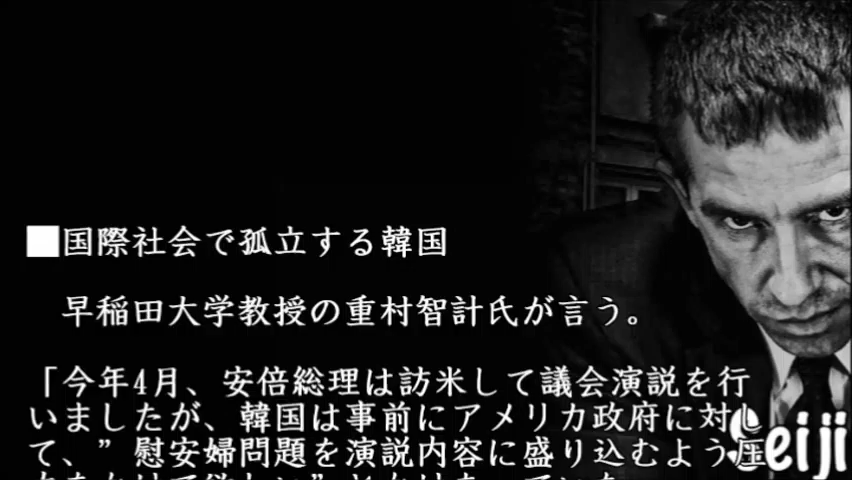 ■国際社会で孤立する韓国
早稲田大学教授の重村智計氏が言う。
「今年4月、安倍総理は訪米して議会演説を行
いましたが、韓国は事前にアメリカ政府に対し
て、”慰安婦問題を演説内容に盛り込むよう圧
Seiji